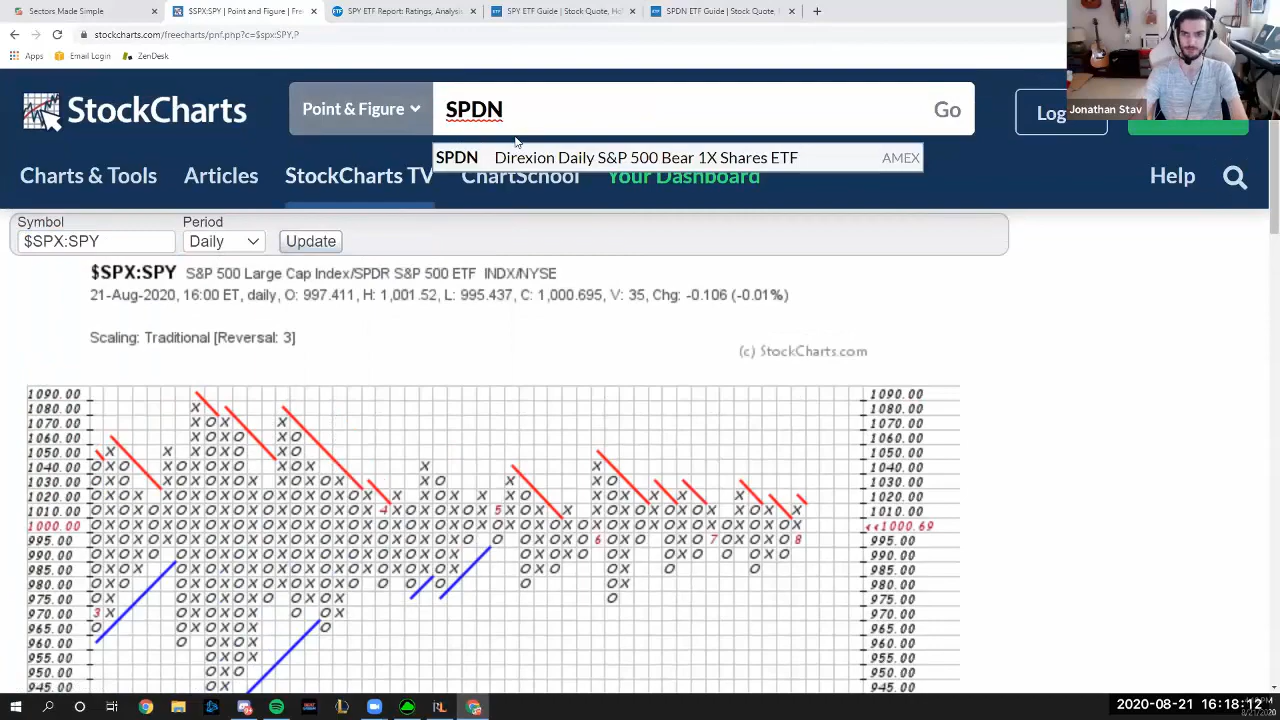 Sectors Made Simple
$SPX:SPY | Point and Figure | Fre
SPY ETF Report: Ratings, Analysis
SPY ETF Guide | Stock Quote, Ho
SPDN ETF Guide | Stock Quote,
stockcharts.com/freecharts/pnf.php?c=$spx:SPY,P
Apps
Email Login
ZenDesk
StockCharts
Point & Figure
SPDN
Go
Log
Jonathan Stav
SPDN Direxion Daily S&P 500 Bear 1X Shares ETF AMEX
Charts & Tools
Articles
StockCharts TV
ChartSchool
Your Dashboard
Help
Symbol
Period
$SPX:SPY
Daily
Update
$SPX:SPY S&P 500 Large Cap Index/SPDR S&P 500 ETF INDX/NYSE
21-Aug-2020, 16:00 ET, daily, O: 997.411, H: 1,001.52, L: 995.437, C: 1,000.695, V: 35, Chg: -0.106 (-0.01%)
Scaling: Traditional [Reversal: 3]
(c) StockCharts.com
1090.00 1090.00
1080.00 1080.00
1070.00 1070.00
1060.00 1060.00
1050.00 1050.00
1040.00 1040.00
1030.00 1030.00
1020.00 1020.00
1010.00 4 5 1010.00
1000.00 <<1000.69
995.00 6 7 8 995.00
990.00 990.00
985.00 985.00
980.00 980.00
975.00 975.00
970.00 3 970.00
965.00 965.00
960.00 960.00
955.00 955.00
950.00 950.00
945.00 945.00
2020-08-21 16:18:12